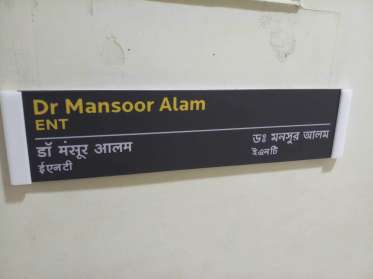 Dr Mansoor Alam
ENT
डॉ मंसूर आलम
ईएनटी
ডঃ মনসুর আলম
ইএনটি